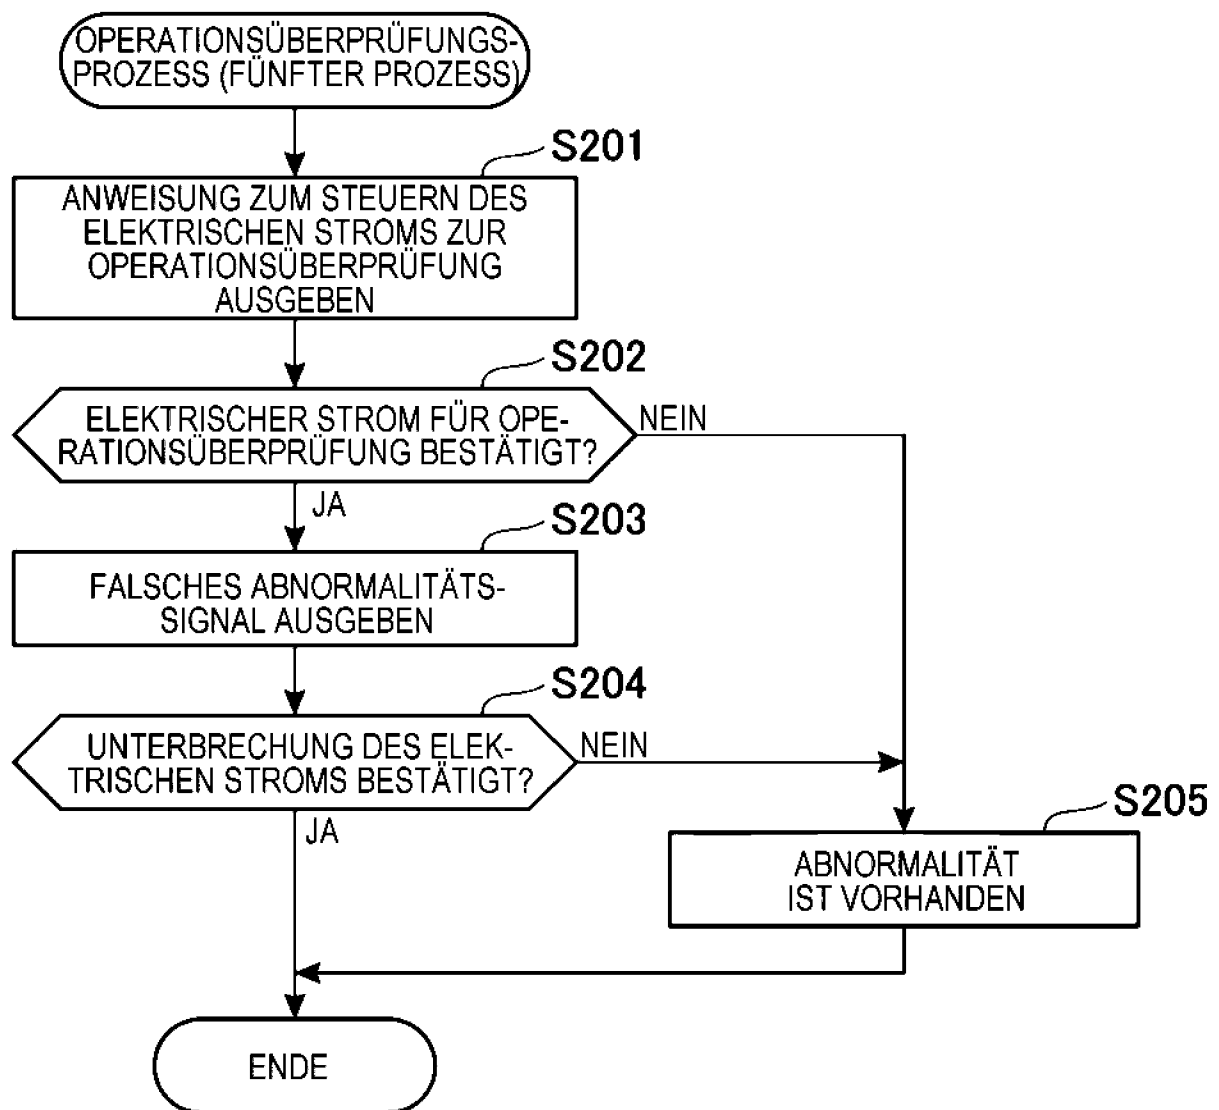 OPERATIONSÜBERPRÜFUNGS-
PROZESS (FÜNFTER PROZESS)
S201
ANWEISUNG ZUM STEUERN DES
ELEKTRISCHEN STROMS ZUR
OPERATIONSÜBERPRÜFUNG
AUSGEBEN
S202
ELEKTRISCHER STROM FÜR OPE-
RATIONSÜBERPRÜFUNG BESTÄTIGT?
NEIN
JA
S203
FALSCHES ABNORMALITÄTS-
SIGNAL AUSGEBEN
S204
UNTERBRECHUNG DES ELEK-
TRISCHEN STROMS BESTÄTIGT?
NEIN
JA
S205
ABNORMALITÄT
IST VORHANDEN
ENDE